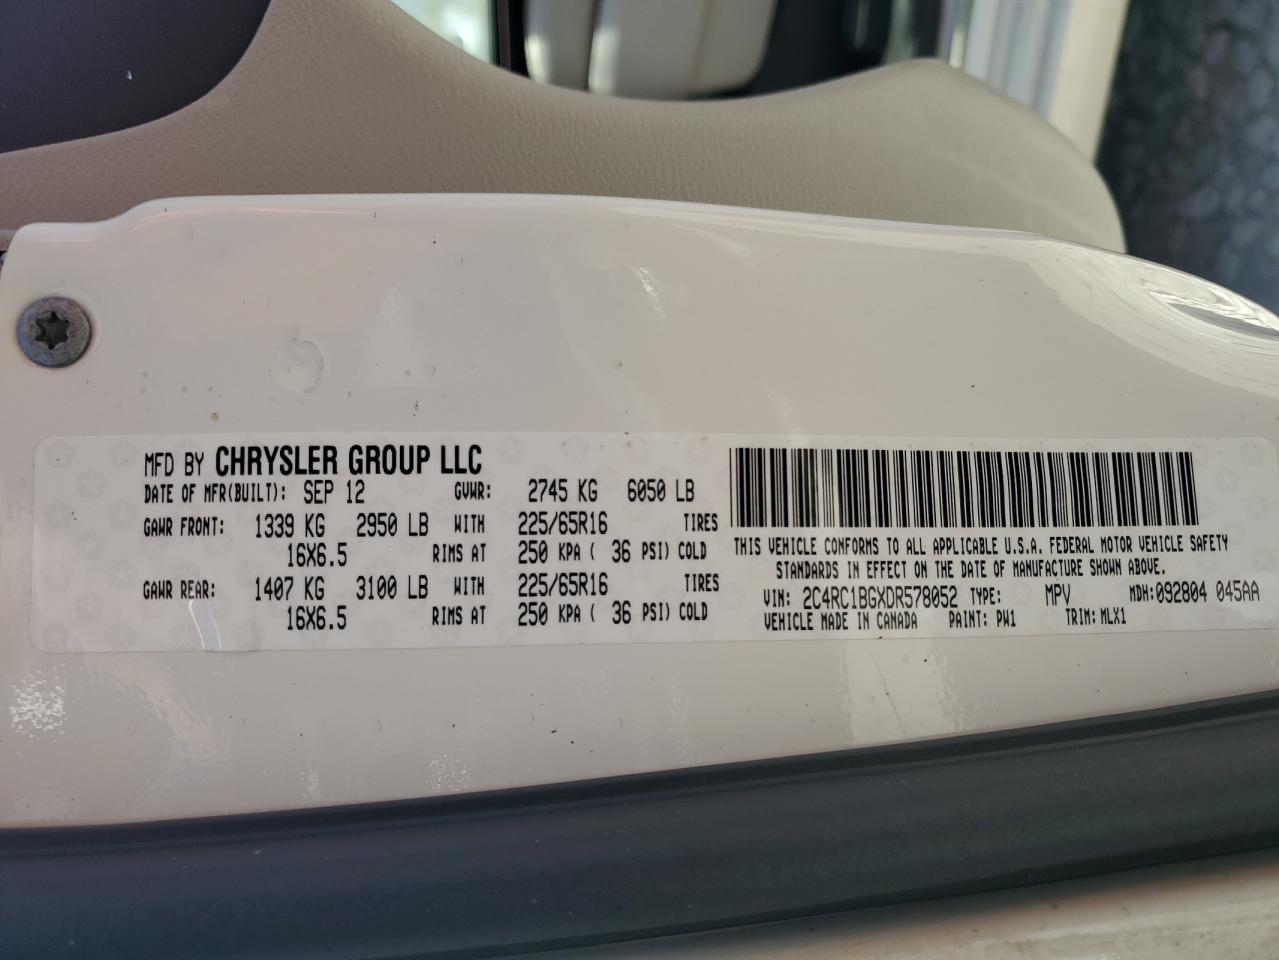 MFD BY CHRYSLER GROUP LLC
DATE OF MFR(BUILT): SEP 12 GVWR: 2745 KG 6050 LB
GAWR FRONT: 1339 KG 2950 LB WITH 225/65R16 TIRES
16X6.5 RIMS AT 250 KPA ( 36 PSI) COLD
GAWR REAR: 1407 KG 3100 LB WITH 225/65R16 TIRES
16X6.5 RIMS AT 250 KPA ( 36 PSI) COLD
THIS VEHICLE CONFORMS TO ALL APPLICABLE U.S.A. FEDERAL MOTOR VEHICLE SAFETY
STANDARDS IN EFFECT ON THE DATE OF MANUFACTURE SHOWN ABOVE.
VIN: 2C4RC1BGXDR578052 TYPE: MPV MDH: 092804 045AA
VEHICLE MADE IN CANADA PAINT: PW1 TRIM: MLX1